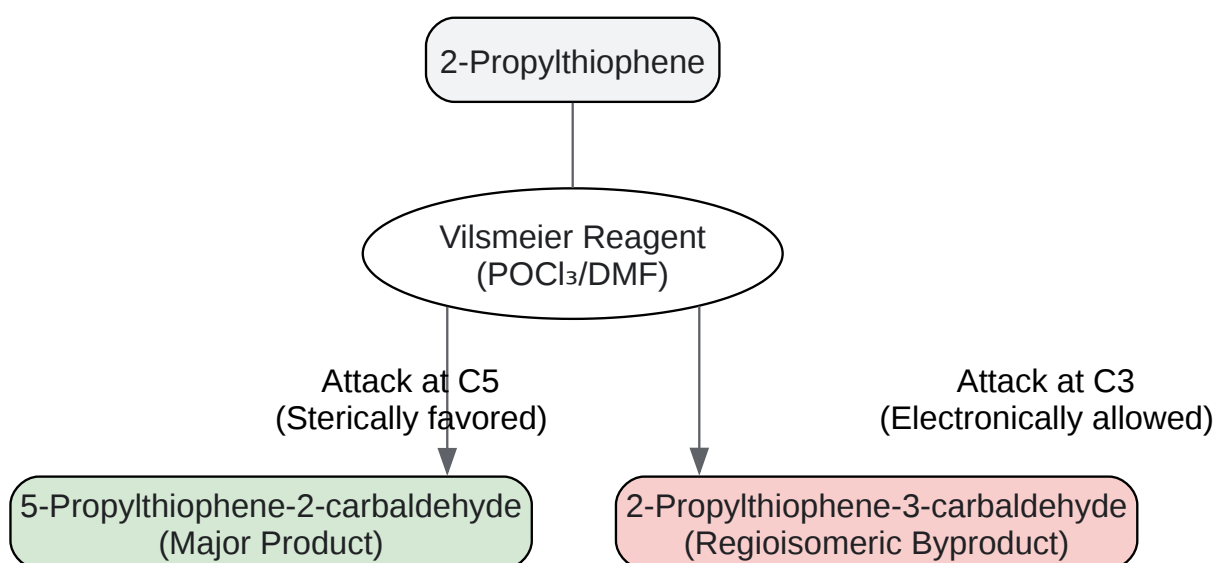 2-Propylthiophene
Vilsmeier Reagent
(POCl₃/DMF)
Attack at C5
(Sterically favored)
Attack at C3
(Electronically allowed)
5-Propylthiophene-2-carbaldehyde
(Major Product)
2-Propylthiophene-3-carbaldehyde
(Regioisomeric Byproduct)